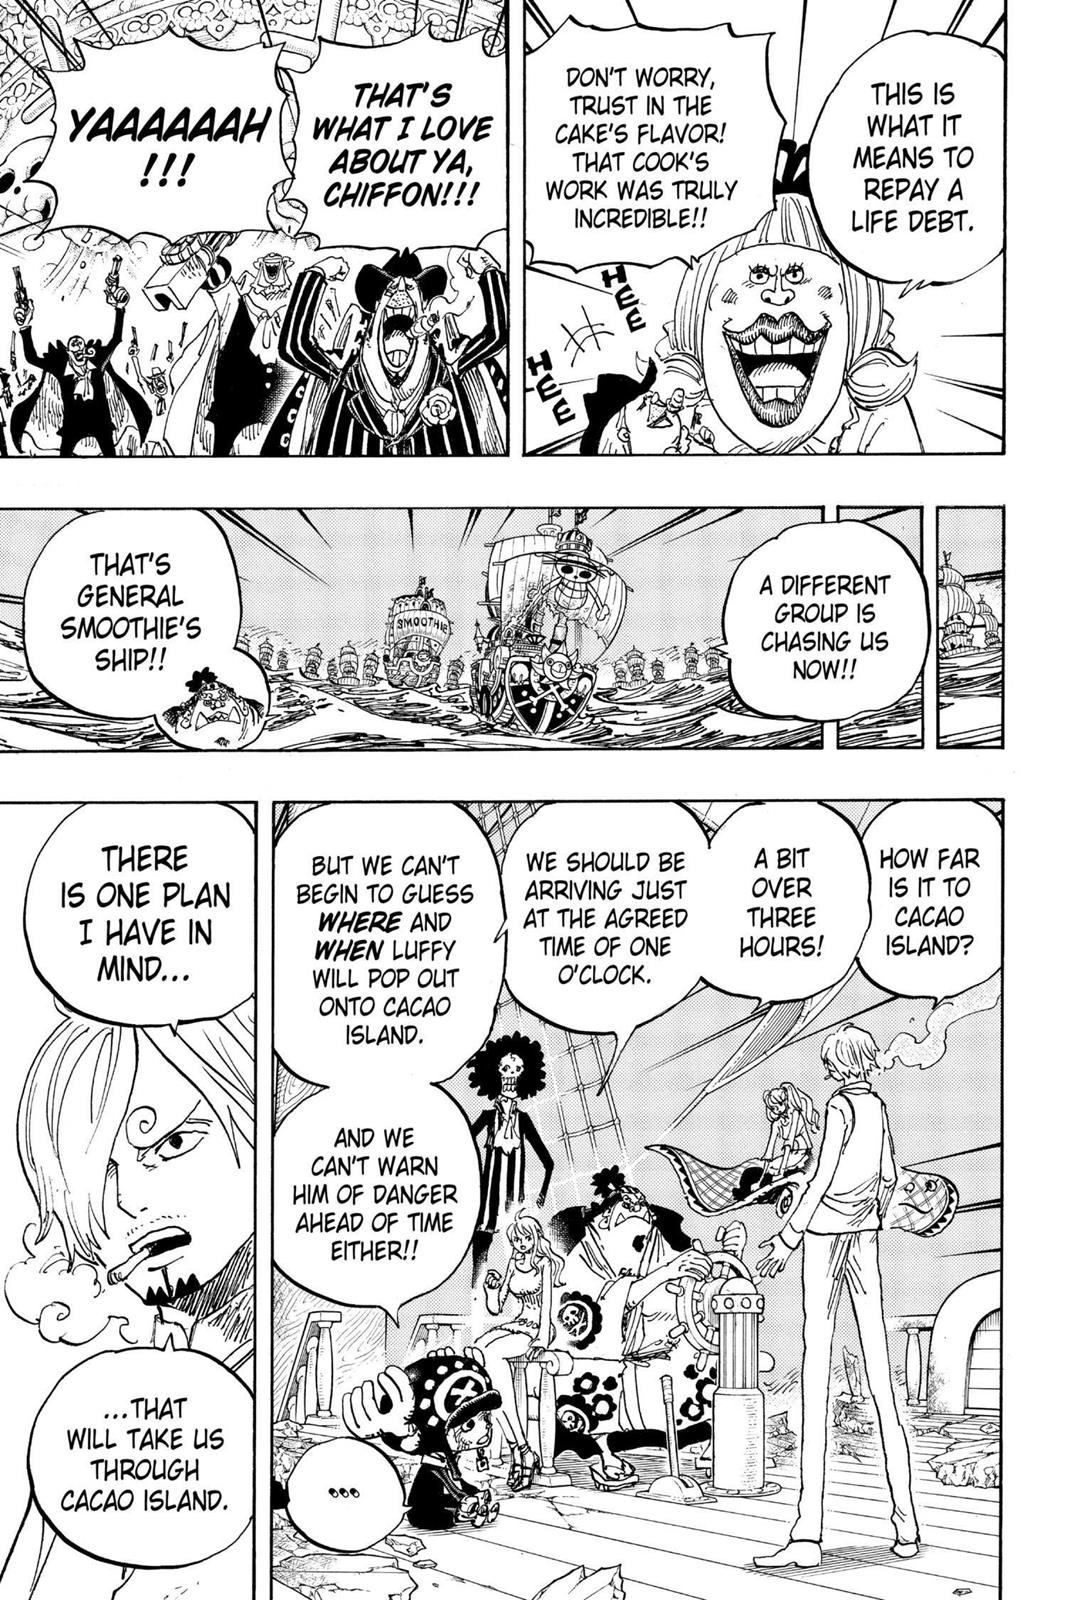 THIS IS
WHAT IT
MEANS TO
REPAY A
LIFE DEBT.
DON'T WORRY,
TRUST IN THE
CAKE'S FLAVOR!
THAT COOK'S
WORK WAS TRULY
INCREDIBLE!!
HEE
HEE
THAT'S
WHAT I LOVE
ABOUT YA,
CHIFFON!!!
YAAAAAAH
!!!
A DIFFERENT
GROUP IS
CHASING US
NOW!!
SMOOTHIE
THAT'S
GENERAL
SMOOTHIE'S
SHIP!!
HOW FAR
IS IT TO
CACAO
ISLAND?
A BIT
OVER
THREE
HOURS!
WE SHOULD BE
ARRIVING JUST
AT THE AGREED
TIME OF ONE
O'CLOCK.
BUT WE CAN'T
BEGIN TO GUESS
WHERE AND
WHEN LUFFY
WILL POP OUT
ONTO CACAO
ISLAND.
AND WE
CAN'T WARN
HIM OF DANGER
AHEAD OF TIME
EITHER!!
...
THERE
IS ONE PLAN
I HAVE IN
MIND...
...THAT
WILL TAKE US
THROUGH
CACAO ISLAND.